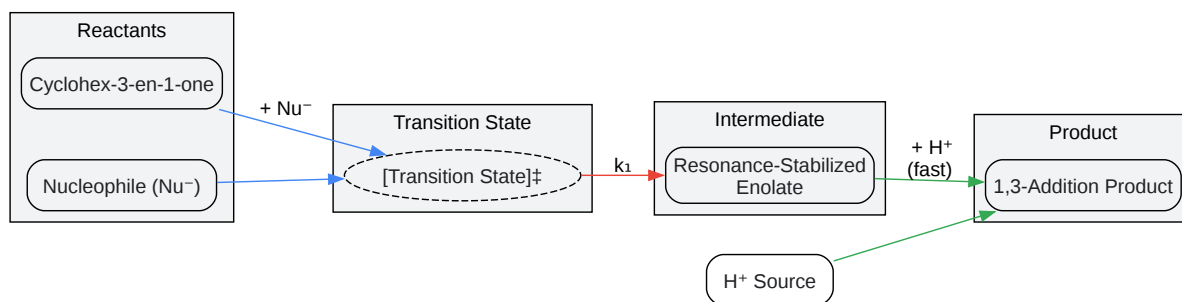 Reactants
Cyclohex-3-en-1-one
Nucleophile (Nu⁻)
+ Nu⁻
Transition State
[Transition State]‡
k₁
Intermediate
Resonance-Stabilized
Enolate
+ H⁺
(fast)
Product
1,3-Addition Product
H⁺ Source